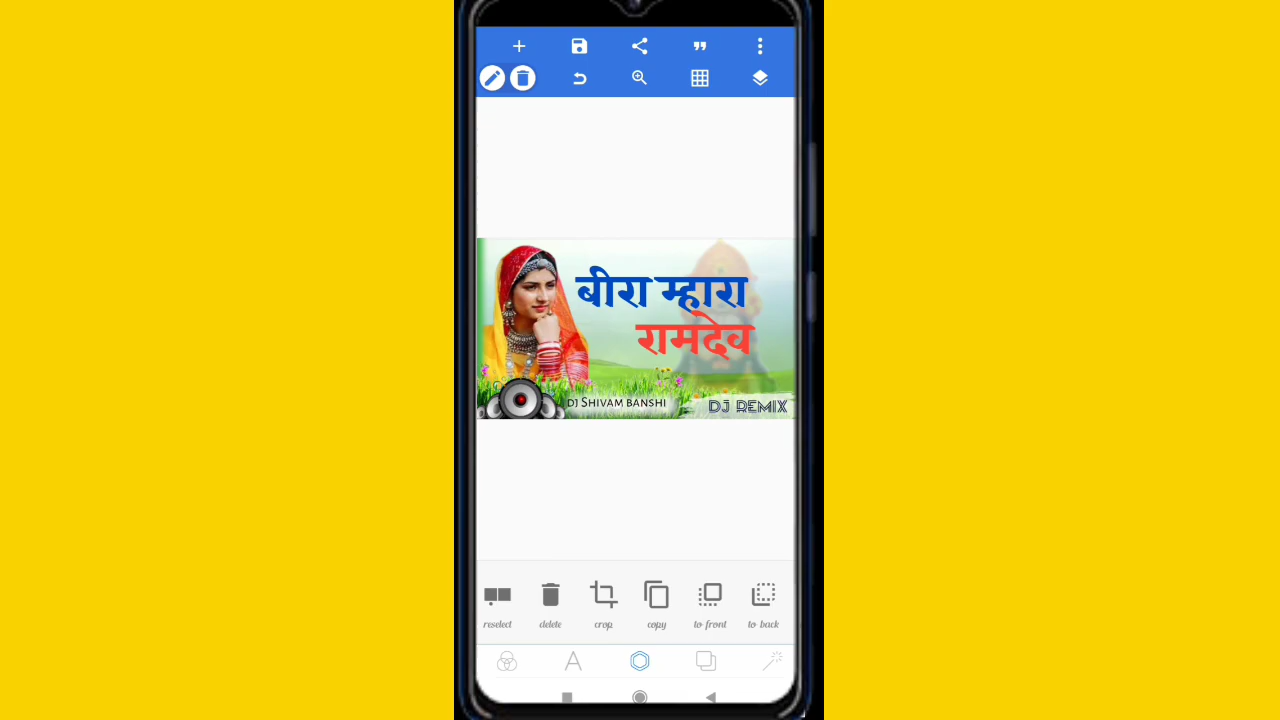 बीरा म्हारा
रामदेव
DJ SHIVAM BANSHI
DJ REMIX
reselect
delete
crop
copy
to front
to back